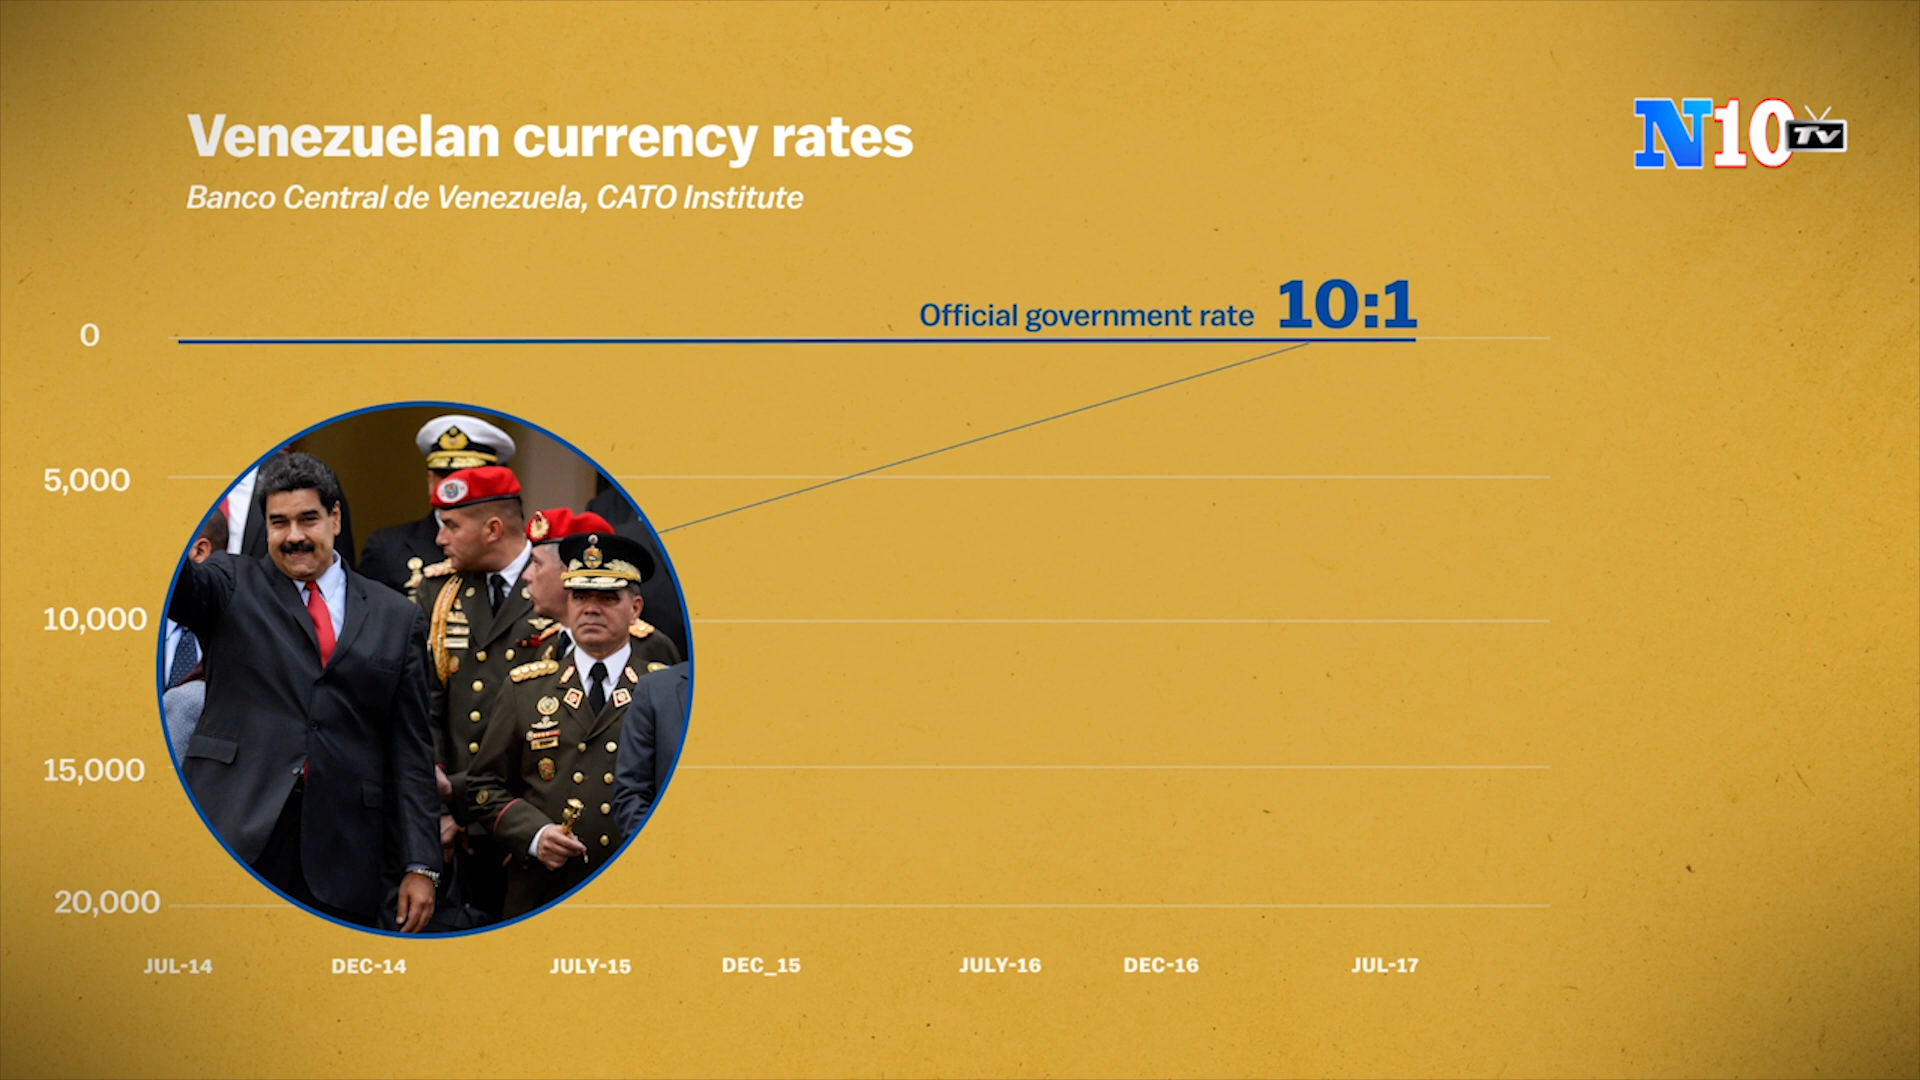 Venezuelan currency rates
Banco Central de Venezuela, CATO Institute
N10 TV
Official government rate 10:1
0
5,000
10,000
15,000
20,000
JUL-14 DEC-14 JULY-15 DEC_15 JULY-16 DEC-16 JUL-17